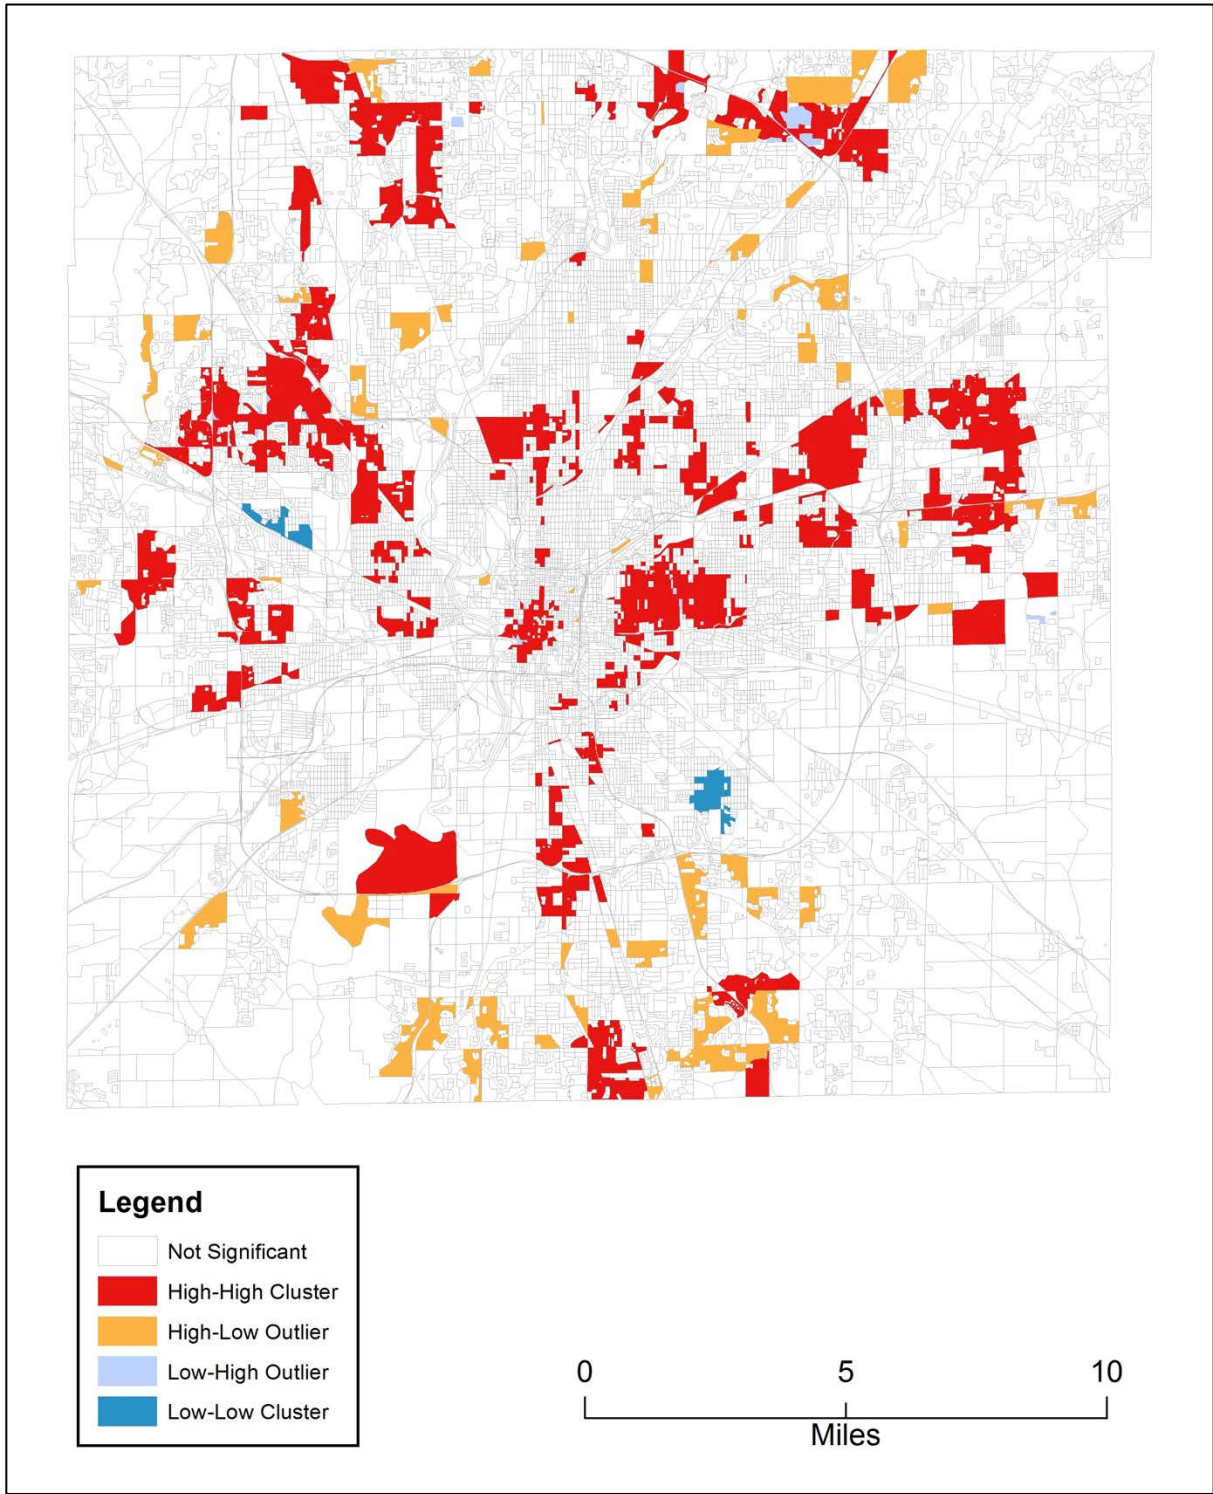 Legend
Not Significant
High-High Cluster
High-Low Outlier
Low-High Outlier
Low-Low Cluster
0 5 10
Miles